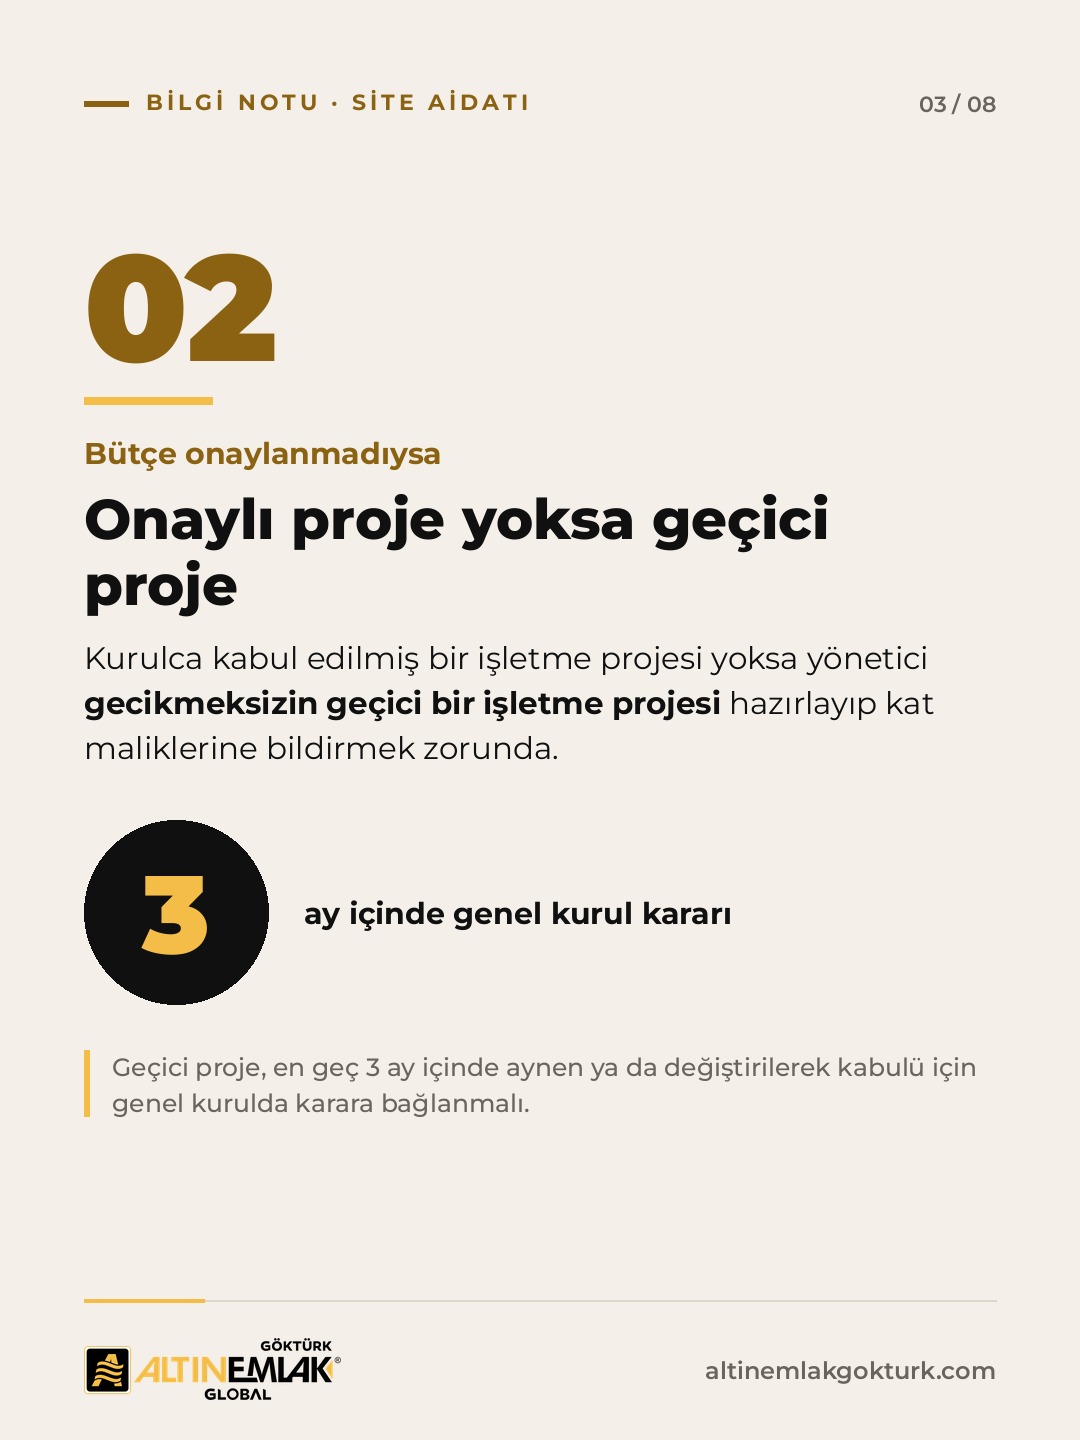 BİLGİ NOTU · SİTE AİDATI
03 / 08
02
Bütçe onaylanmadıysa
Onaylı proje yoksa geçici
proje
Kurulca kabul edilmiş bir işletme projesi yoksa yönetici
gecikmeksizin geçici bir işletme projesi hazırlayıp kat
maliklerine bildirmek zorunda.
3
ay içinde genel kurul kararı
Geçici proje, en geç 3 ay içinde aynen ya da değiştirilerek kabulü için
genel kurulda karara bağlanmalı.
GÖKTÜRK
ALTINEMLAK®
GLOBAL
altinemlakgokturk.com